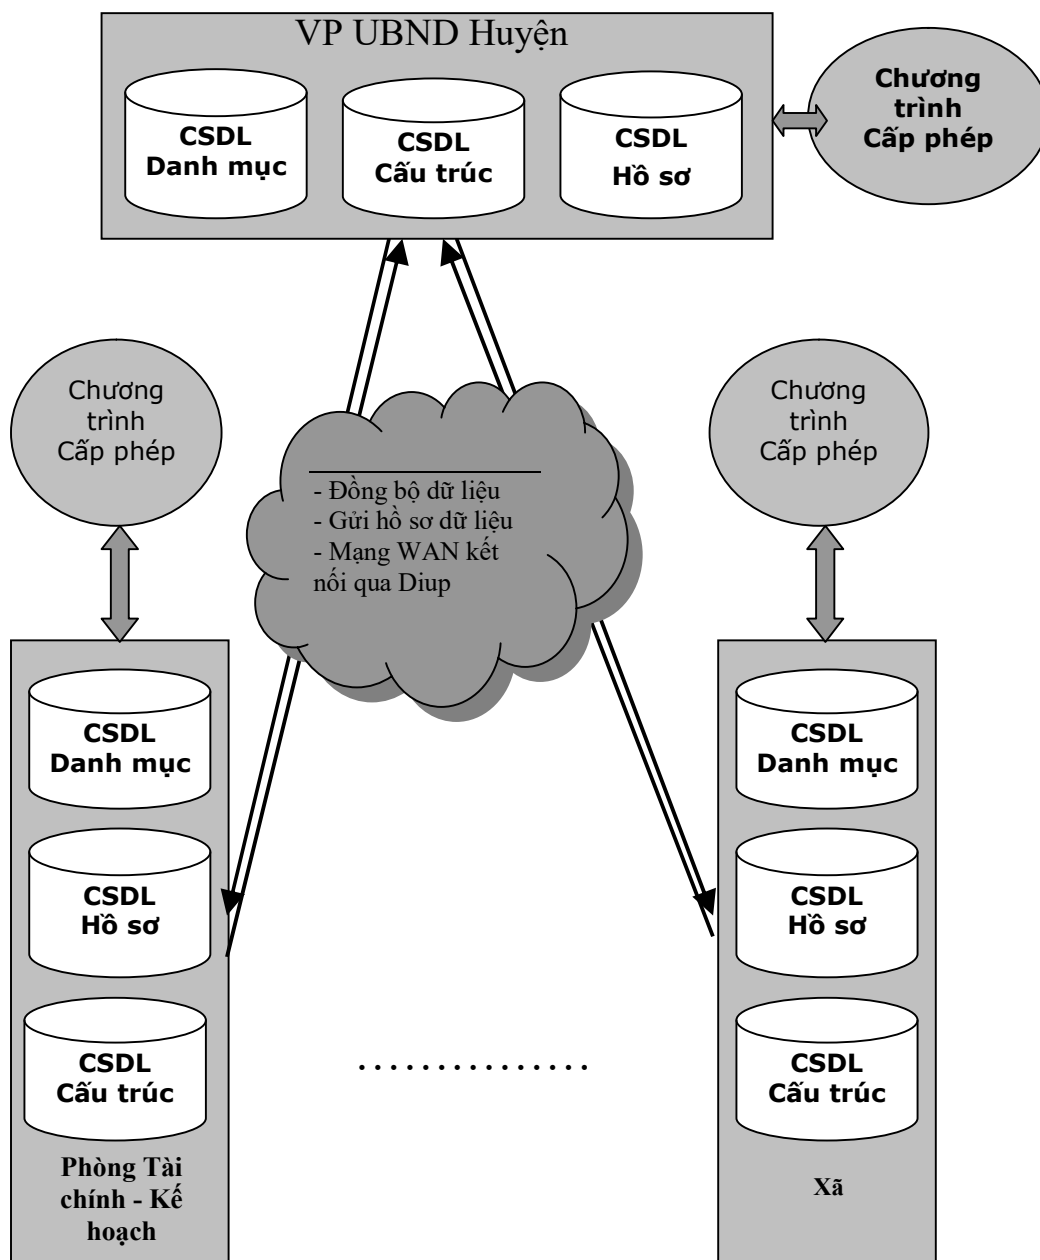 VP UBND Huyện
CSDL
Danh mục
CSDL
Cấu trúc
CSDL
Hồ sơ
Chương
trình
Cấp phép
Chương
trình
Cấp phép
- Đồng bộ dữ liệu
- Gửi hồ sơ dữ liệu
- Mạng WAN kết
nối qua Diup
Chương
trình
Cấp phép
CSDL
Danh mục
CSDL
Hồ sơ
CSDL
Cấu trúc
Phòng Tài
chính - Kế
hoạch
...............
CSDL
Danh mục
CSDL
Hồ sơ
CSDL
Cấu trúc
Xã